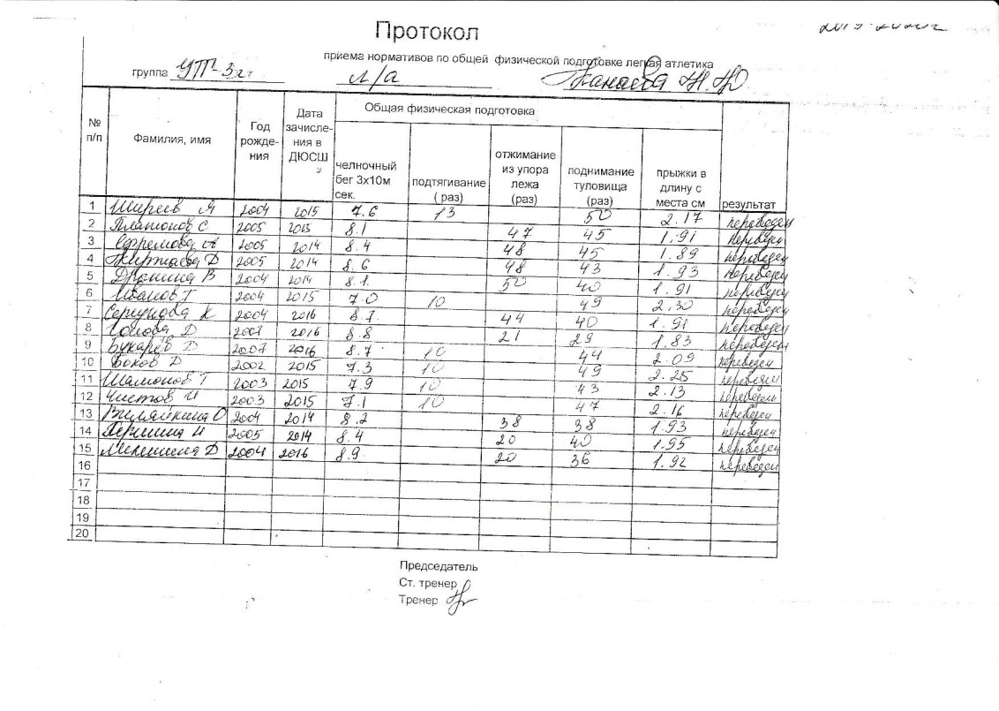 2019-2020г
Протокол
приема нормативов по общей физической подготовке легкая атлетика
группа УТ-3г л/а Н.Ю
№ п/п Фамилия, имя Год рожде- ния Дата зачисле- ния в ДЮСШ Общая физическая подготовка результат
челночный бег 3х10м сек. подтягивание ( раз) отжимание из упора лежа (раз) поднимание туловища (раз) прыжки в длину с места см
1 Ширяев Я 2004 2015 7.6 13 50 2.17 переведен
2 Платонов С 2005 2015 8.1 47 45 1.91 переведен
3 Ефремова А 2005 2014 8.4 48 45 1.89 переведен
4 Д 2005 2014 8.6 48 43 1.93 переведен
5 Дронина В 2004 2014 8.1. 50 40 1.91 переведен
6 Иванов Г 2004 2015 7.0 10 49 2.30 переведен
7 К 2004 2016 8.7 44 40 1.91 переведен
8 Д 2016 8.8 21 29 1.83 переведен
9 Букарев D 2007 2016 8.7 10 44 2.09 переведен
10 Боков D 2002 2015 7.3 10 49 2.25 переведен
11 Шамонов Г 2003 2015 7.9 10 43 2.13 переведен
12 Чистов И 2003 2015 7.1 10 47 2.16 переведен
13 О 2004 2014 8.2 38 38 1.93 переведен
14 И 2005 2014 8.4 20 40 1.95 переведен
15 Д 2004 2016 8.9 20 36 1.92 переведен
16
17
18
19
20
Председатель
Ст. тренер
Тренер